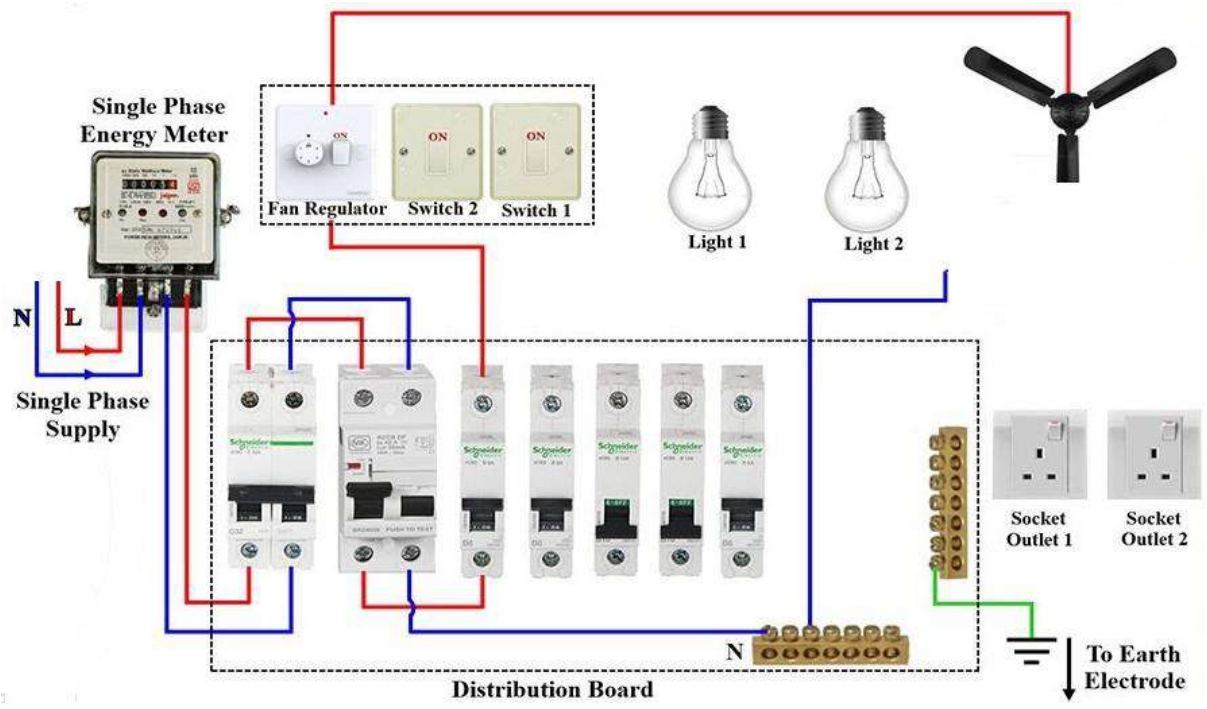 Single Phase
Energy Meter
ON
ON
ON
Fan Regulator
Switch 2
Switch 1
Light 1
Light 2
N
L
Single Phase
Supply
Schneider
Schneider
Schneider
Schneider
Schneider
Schneider
C32
PUSH TO TEST
Socket
Outlet 1
Socket
Outlet 2
N
To Earth
Electrode
Distribution Board